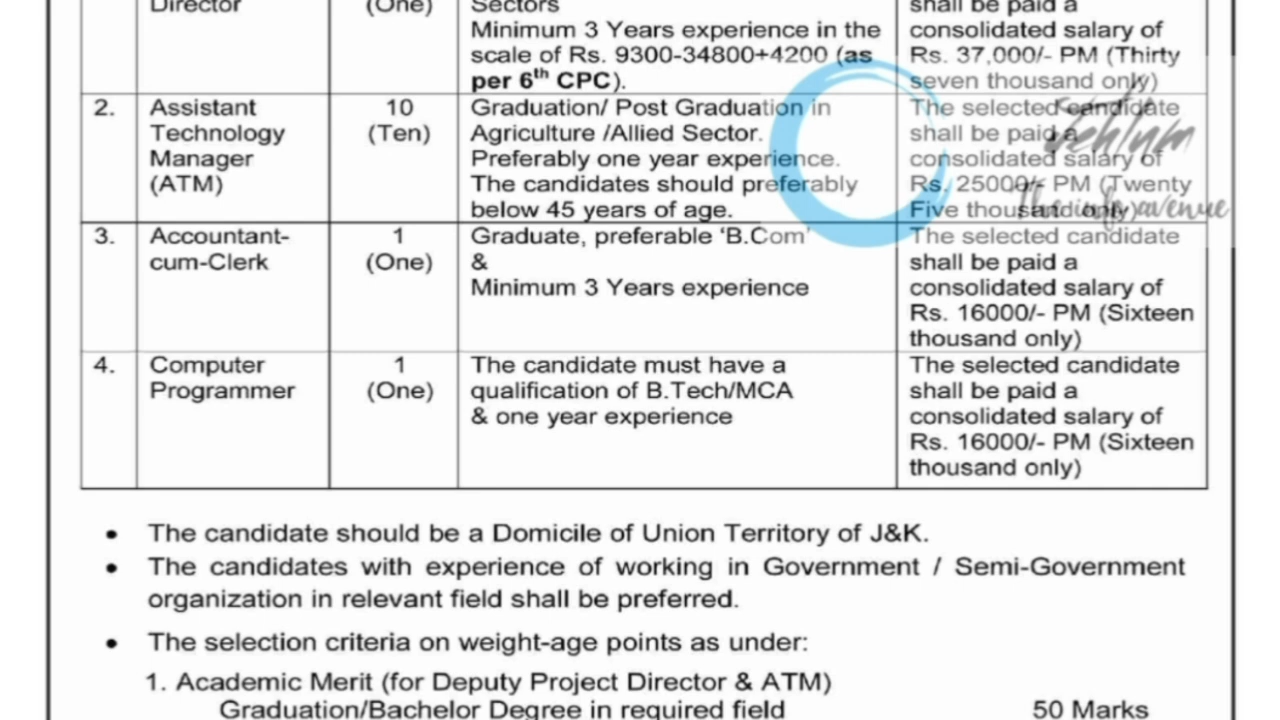 Director
(One)
Sectors
Minimum 3 Years experience in the
scale of Rs. 9300-34800+4200 (as
per 6th CPC).
shall be paid a
consolidated salary of
Rs. 37,000/- PM (Thirty
seven thousand only)
2.
Assistant
Technology
Manager
(ATM)
10
(Ten)
Graduation/ Post Graduation in
Agriculture /Allied Sector.
Preferably one year experience.
The candidates should preferably
below 45 years of age.
The selected candidate
shall be paid a
consolidated salary of
Rs. 25000/- PM (Twenty
Five thousand only)
3.
Accountant-
cum-Clerk
1
(One)
Graduate, preferable ‘B.Com’
&
Minimum 3 Years experience
The selected candidate
shall be paid a
consolidated salary of
Rs. 16000/- PM (Sixteen
thousand only)
4.
Computer
Programmer
1
(One)
The candidate must have a
qualification of B.Tech/MCA
& one year experience
The selected candidate
shall be paid a
consolidated salary of
Rs. 16000/- PM (Sixteen
thousand only)
• The candidate should be a Domicile of Union Territory of J&K.
• The candidates with experience of working in Government / Semi-Government
organization in relevant field shall be preferred.
• The selection criteria on weight-age points as under:
1. Academic Merit (for Deputy Project Director & ATM)
Graduation/Bachelor Degree in required field 50 Marks